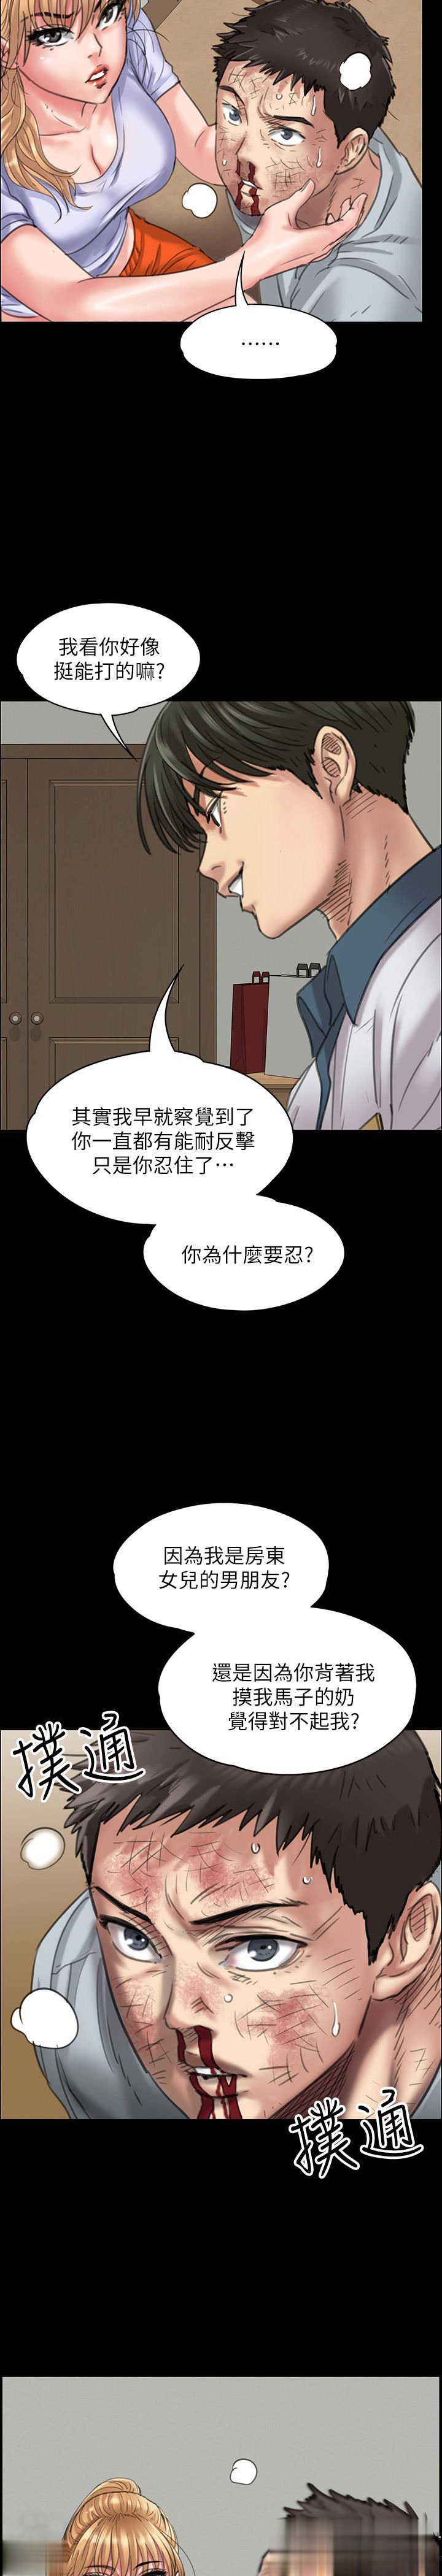 ……
我看你好像
挺能打的嘛?
其實我早就察覺到了
你一直都有能耐反擊
只是你忍住了…
你為什麼要忍?
因為我是房東
女兒的男朋友?
還是因為你背著我
摸我馬子的奶
覺得對不起我?
撲通
撲通